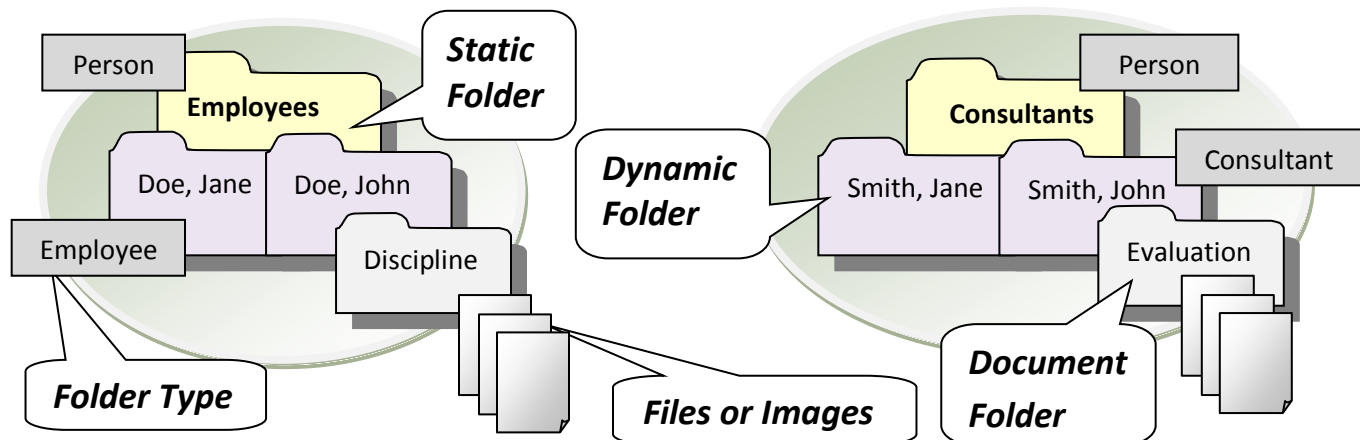 Person
Employees
Static
Folder
Doe, Jane
Doe, John
Employee
Discipline
Folder Type
Files or Images
Person
Consultants
Dynamic
Folder
Consultant
Smith, Jane
Smith, John
Evaluation
Document
Folder